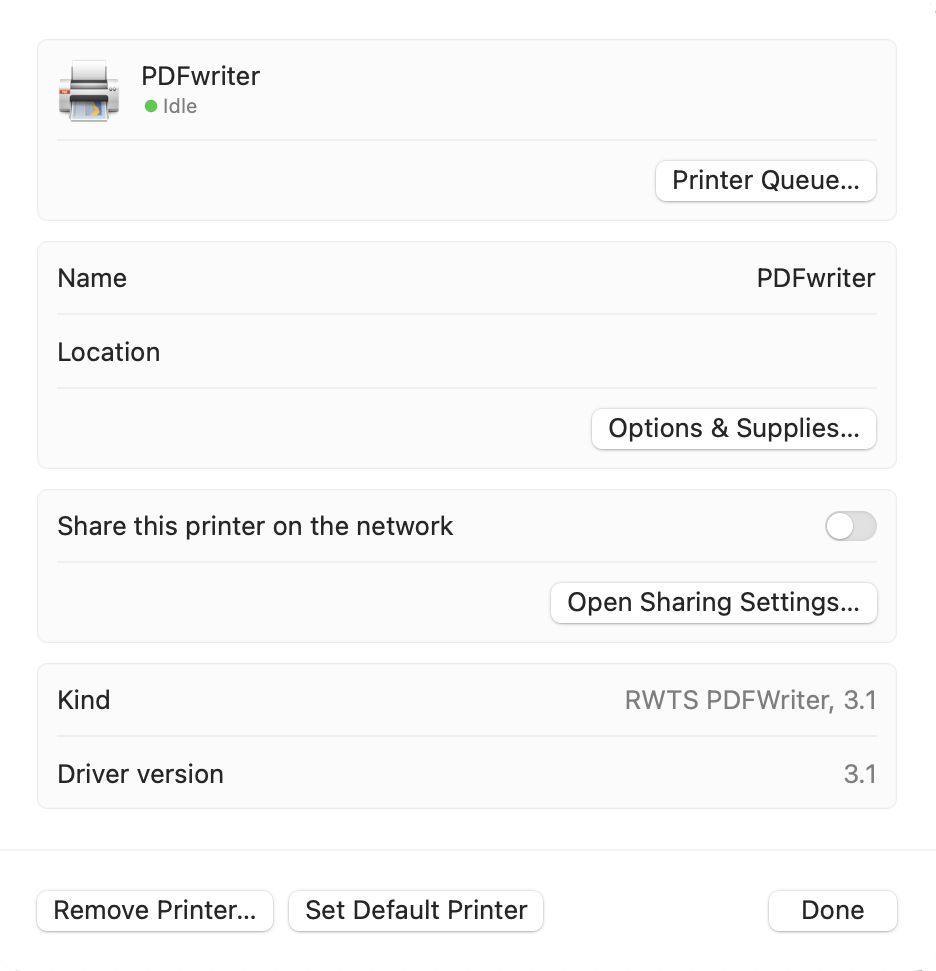 PDFwriter
Idle
Printer Queue...
Name PDFwriter
Location
Options & Supplies...
Share this printer on the network
Open Sharing Settings...
Kind RWTS PDFWriter, 3.1
Driver version 3.1
Remove Printer... Set Default Printer Done